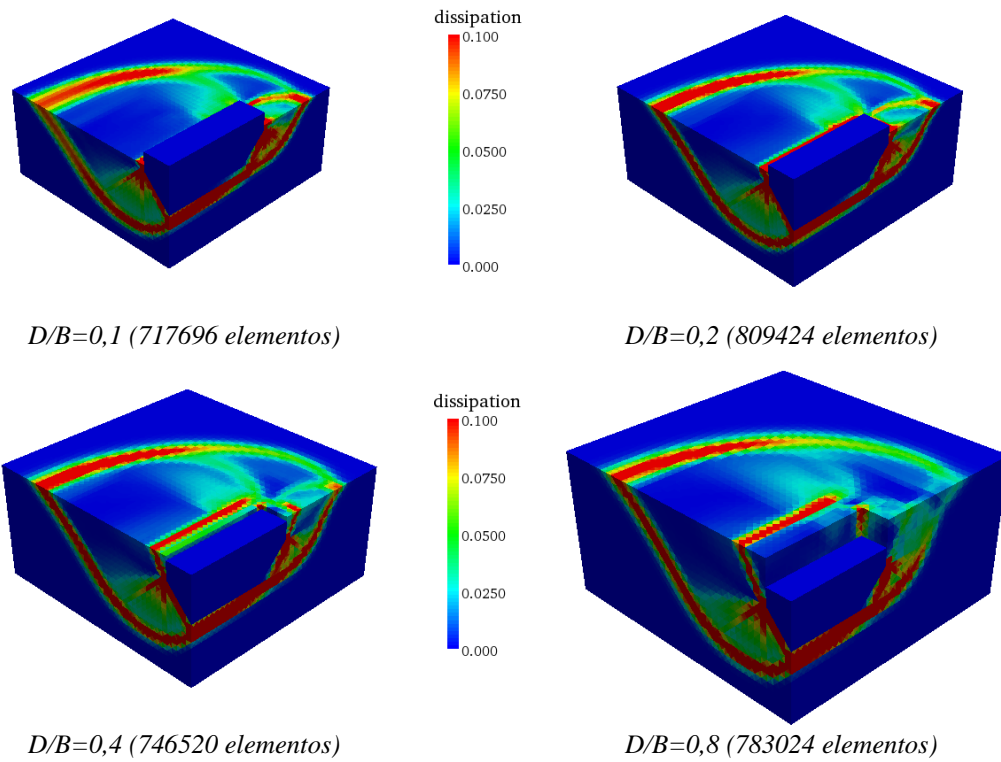 dissipation
0.100
0.0750
0.0500
0.0250
0.000
D/B=0,1 (717696 elementos)
D/B=0,2 (809424 elementos)
dissipation
0.100
0.0750
0.0500
0.0250
0.000
D/B=0,4 (746520 elementos)
D/B=0,8 (783024 elementos)